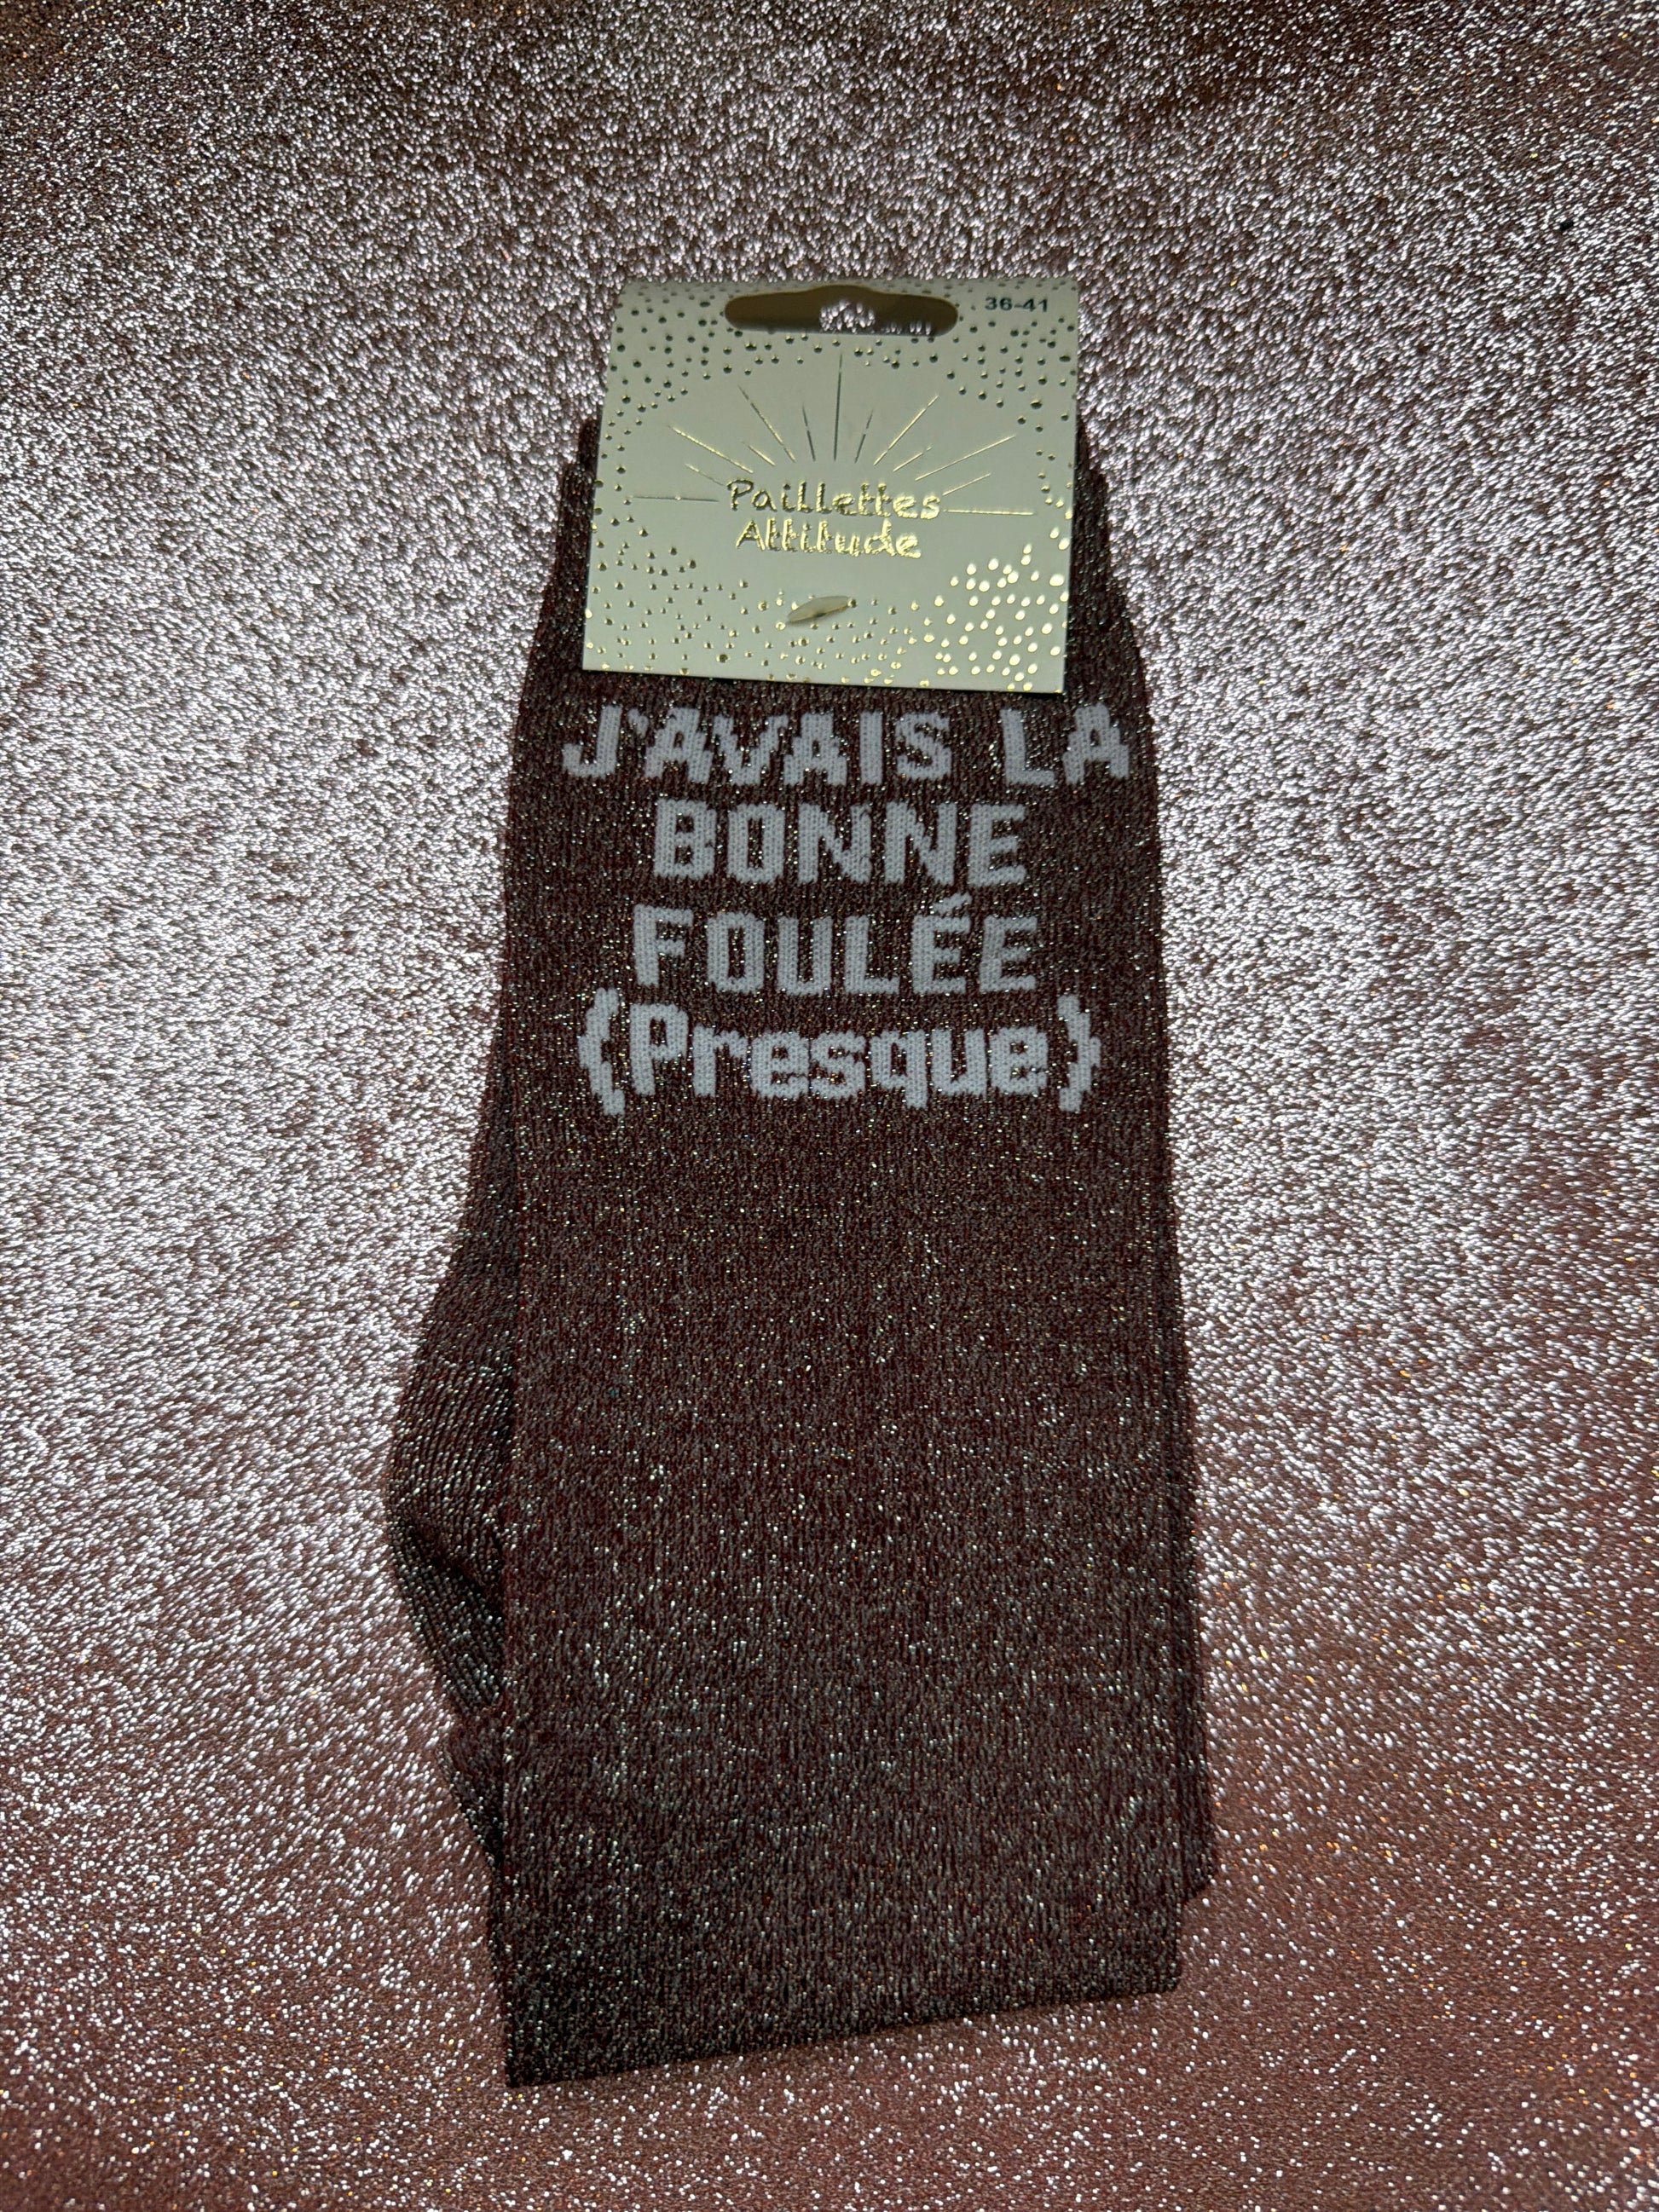 36-41
Paillettes
Attitude
J'AVAIS LA
BONNE
FOULÉE
(Presque)